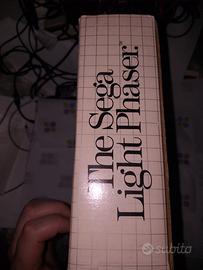 The Sega
Light Phaser.
subito